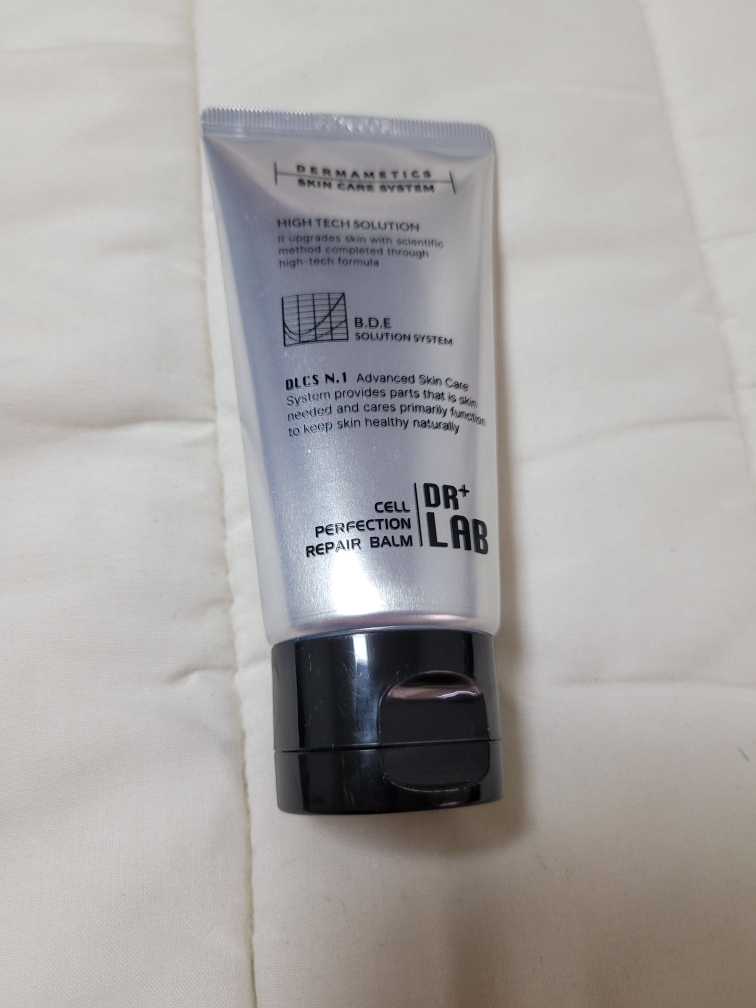 DERMAMETICS
SKIN CARE SYSTEM
HIGH TECH SOLUTION
It upgrades skin with scientific
method completed through
high-tech formula
B.D.E
SOLUTION SYSTEM
DLCS N.1 Advanced Skin Care
System provides parts that is skin
needed and cares primarily function
to keep skin healthy naturally
CELL
PERFECTION
REPAIR BALM
DR+
LAB